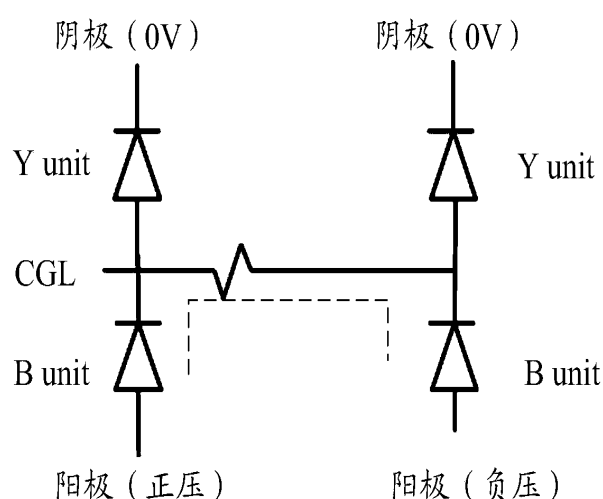 阴极（0V） 阴极（0V）
Y unit Y unit
CGL
B unit B unit
阳极（正压） 阳极（负压）